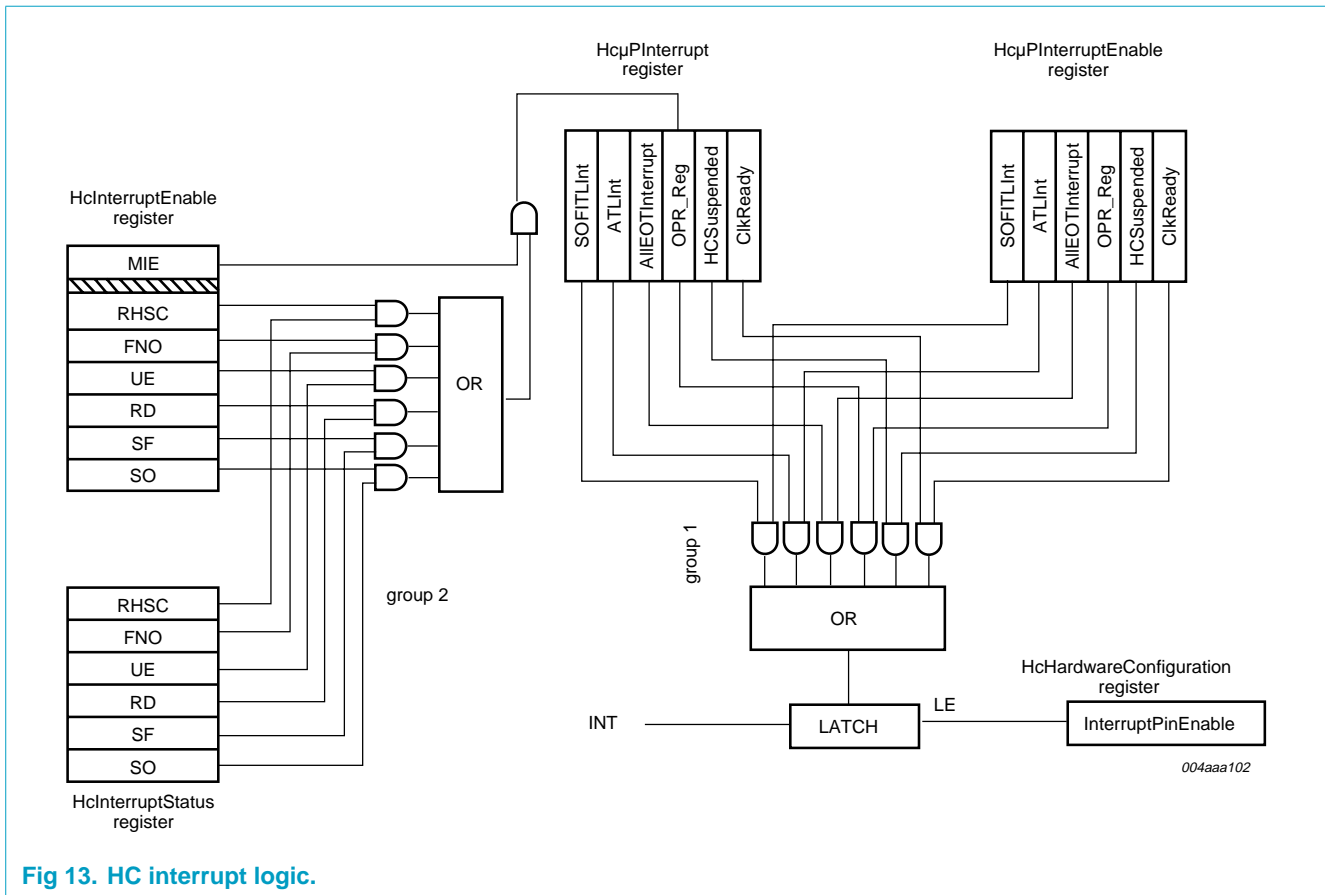 HcµPInterrupt
register
HcµPInterruptEnable
register
SOFITLInt
ATLInt
AllEOTInterrupt
OPR_Reg
HCSuspended
ClkReady
SOFITLInt
ATLInt
AllEOTInterrupt
OPR_Reg
HCSuspended
ClkReady
HcInterruptEnable
register
MIE
RHSC
FNO
UE
RD
SF
SO
OR
group 1
group 2
RHSC
FNO
UE
RD
SF
SO
HcInterruptStatus
register
OR
HcHardwareConfiguration
register
INT
LATCH
LE
InterruptPinEnable
004aaa102
Fig 13. HC interrupt logic.